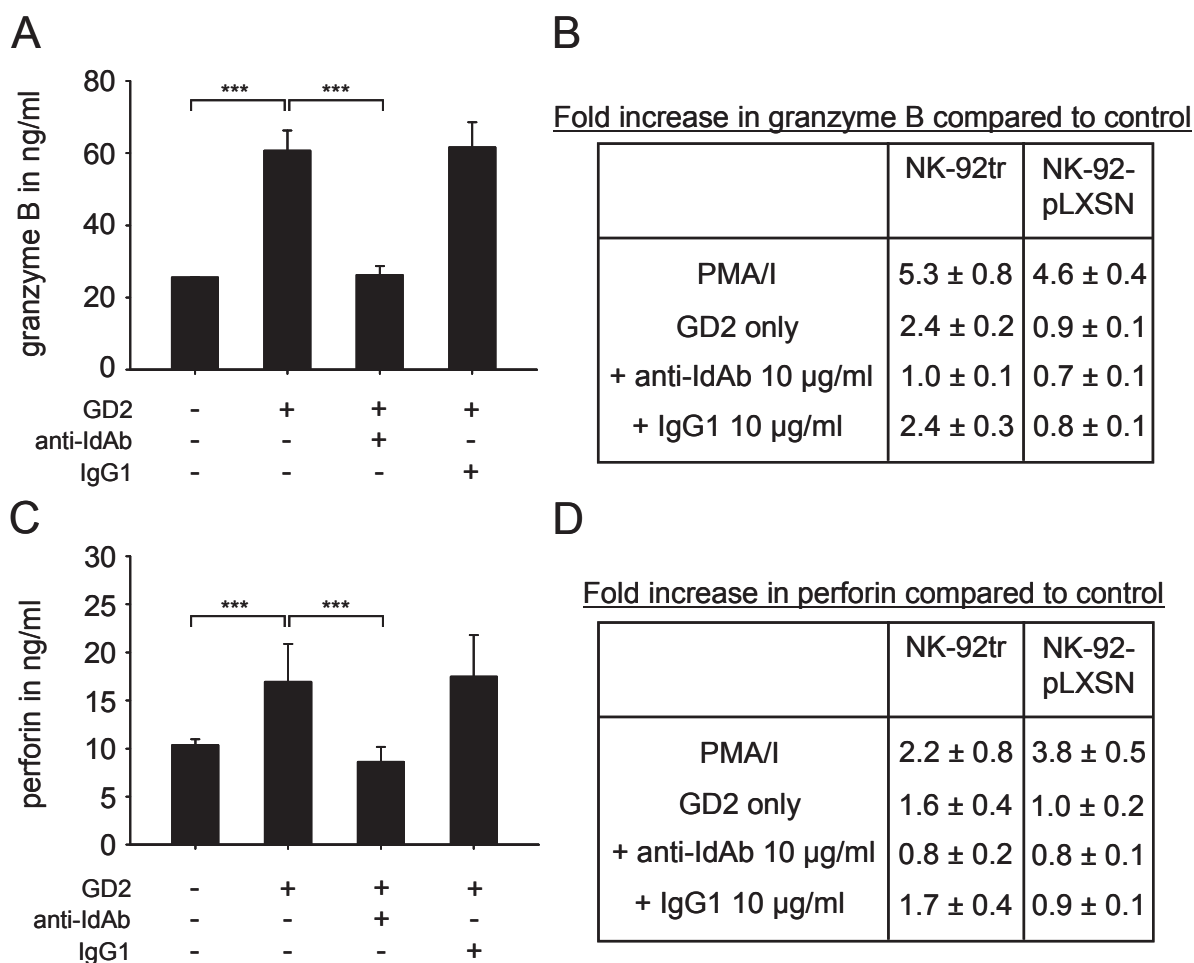 A
granzyme B in ng/ml
80
60
40
20
0
*** ***
GD2 - + + +
anti-IdAb - - + -
IgG1 - - - +
B
Fold increase in granzyme B compared to control
NK-92tr NK-92-
pLXSN
PMA/I 5.3 ± 0.8 4.6 ± 0.4
GD2 only 2.4 ± 0.2 0.9 ± 0.1
+ anti-IdAb 10 µg/ml 1.0 ± 0.1 0.7 ± 0.1
+ IgG1 10 µg/ml 2.4 ± 0.3 0.8 ± 0.1
C
perforin in ng/ml
30
25
20
15
10
5
0
*** ***
GD2 - + + +
anti-IdAb - - + -
IgG1 - - - +
D
Fold increase in perforin compared to control
NK-92tr NK-92-
pLXSN
PMA/I 2.2 ± 0.8 3.8 ± 0.5
GD2 only 1.6 ± 0.4 1.0 ± 0.2
+ anti-IdAb 10 µg/ml 0.8 ± 0.2 0.8 ± 0.1
+ IgG1 10 µg/ml 1.7 ± 0.4 0.9 ± 0.1